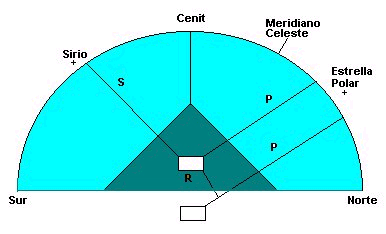 Cenit
Meridiano
Celeste
Sirio
+
Estrella
Polar
+
S
P
P
R
Sur
Norte